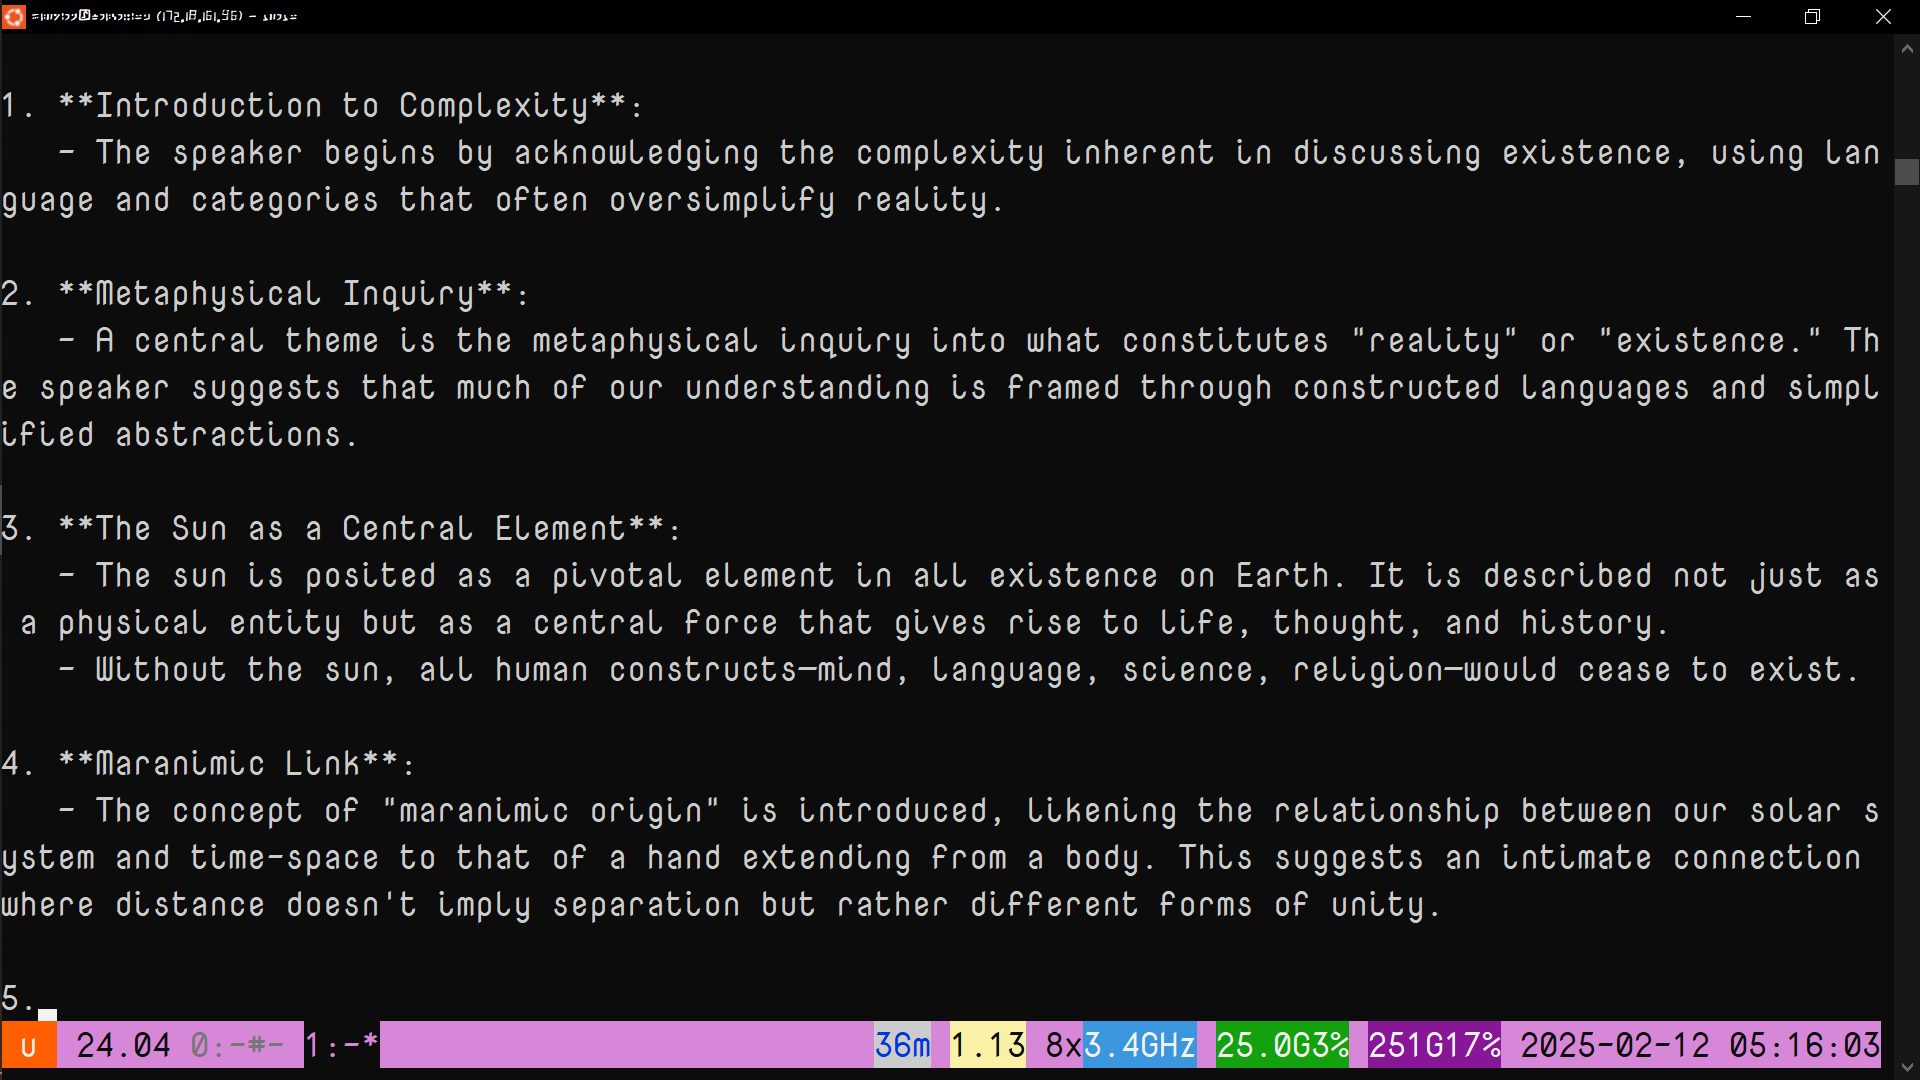 (172.18.161.96) –
1. **Introduction to Complexity**:
– The speaker begins by acknowledging the complexity inherent in discussing existence, using lan
guage and categories that often oversimplify reality.
2. **Metaphysical Inquiry**:
– A central theme is the metaphysical inquiry into what constitutes "reality" or "existence." Th
e speaker suggests that much of our understanding is framed through constructed languages and simpl
ified abstractions.
3. **The Sun as a Central Element**:
– The sun is posited as a pivotal element in all existence on Earth. It is described not just as
a physical entity but as a central force that gives rise to life, thought, and history.
– Without the sun, all human constructs—mind, language, science, religion—would cease to exist.
4. **Maranimic Link**:
– The concept of "maranimic origin" is introduced, likening the relationship between our solar s
ystem and time-space to that of a hand extending from a body. This suggests an intimate connection
where distance doesn't imply separation but rather different forms of unity.
5.
u 24.04 0:-#- 1:-* 36m 1.13 8x3.4GHz 25.0G3% 251G17% 2025-02-12 05:16:03